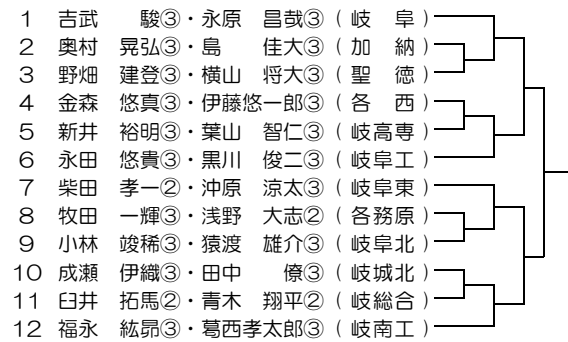 1 吉武 駿③・永原 昌哉③ ( 岐 阜 )
2 奥村 晃弘③・島 佳大③ ( 加 納 )
3 野畑 建登③・横山 将大③ ( 聖 徳 )
4 金森 悠真③・伊藤悠一郎③ ( 各 西 )
5 新井 裕明③・葉山 智仁③ ( 岐高専 )
6 永田 悠貴③・黒川 俊二③ ( 岐阜工 )
7 柴田 孝一②・沖原 涼太③ ( 岐阜東 )
8 牧田 一輝③・浅野 大志② ( 各務原 )
9 小林 竣稀③・猿渡 雄介③ ( 岐阜北 )
10 成瀬 伊織③・田中 僚③ ( 岐城北 )
11 臼井 拓馬②・青木 翔平② ( 岐総合 )
12 福永 紘昴③・葛西孝太郎③ ( 岐南工 )